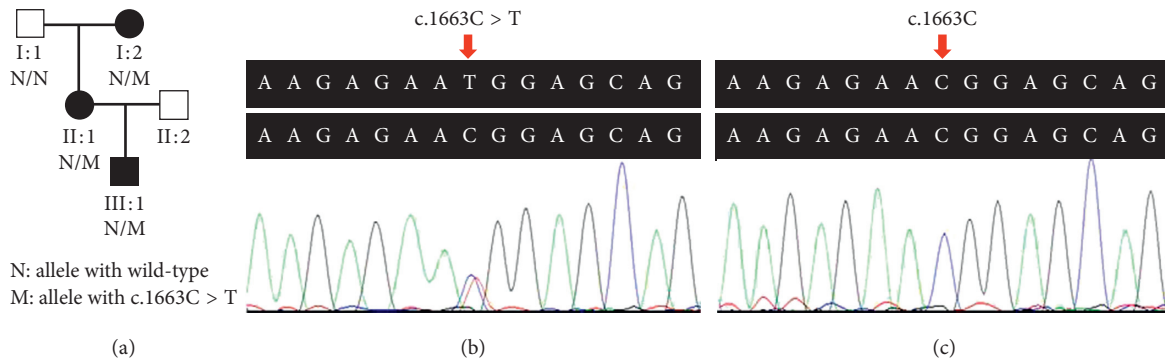 I:1
N/N
I:2
N/M
II:1
N/M
II:2
III:1
N/M
N: allele with wild-type
M: allele with c.1663C > T
(a)
c.1663C > T
A A G A G A A T G G A G C A G
A A G A G A A C G G A G C A G
(b)
c.1663C
A A G A G A A C G G A G C A G
A A G A G A A C G G A G C A G
(c)